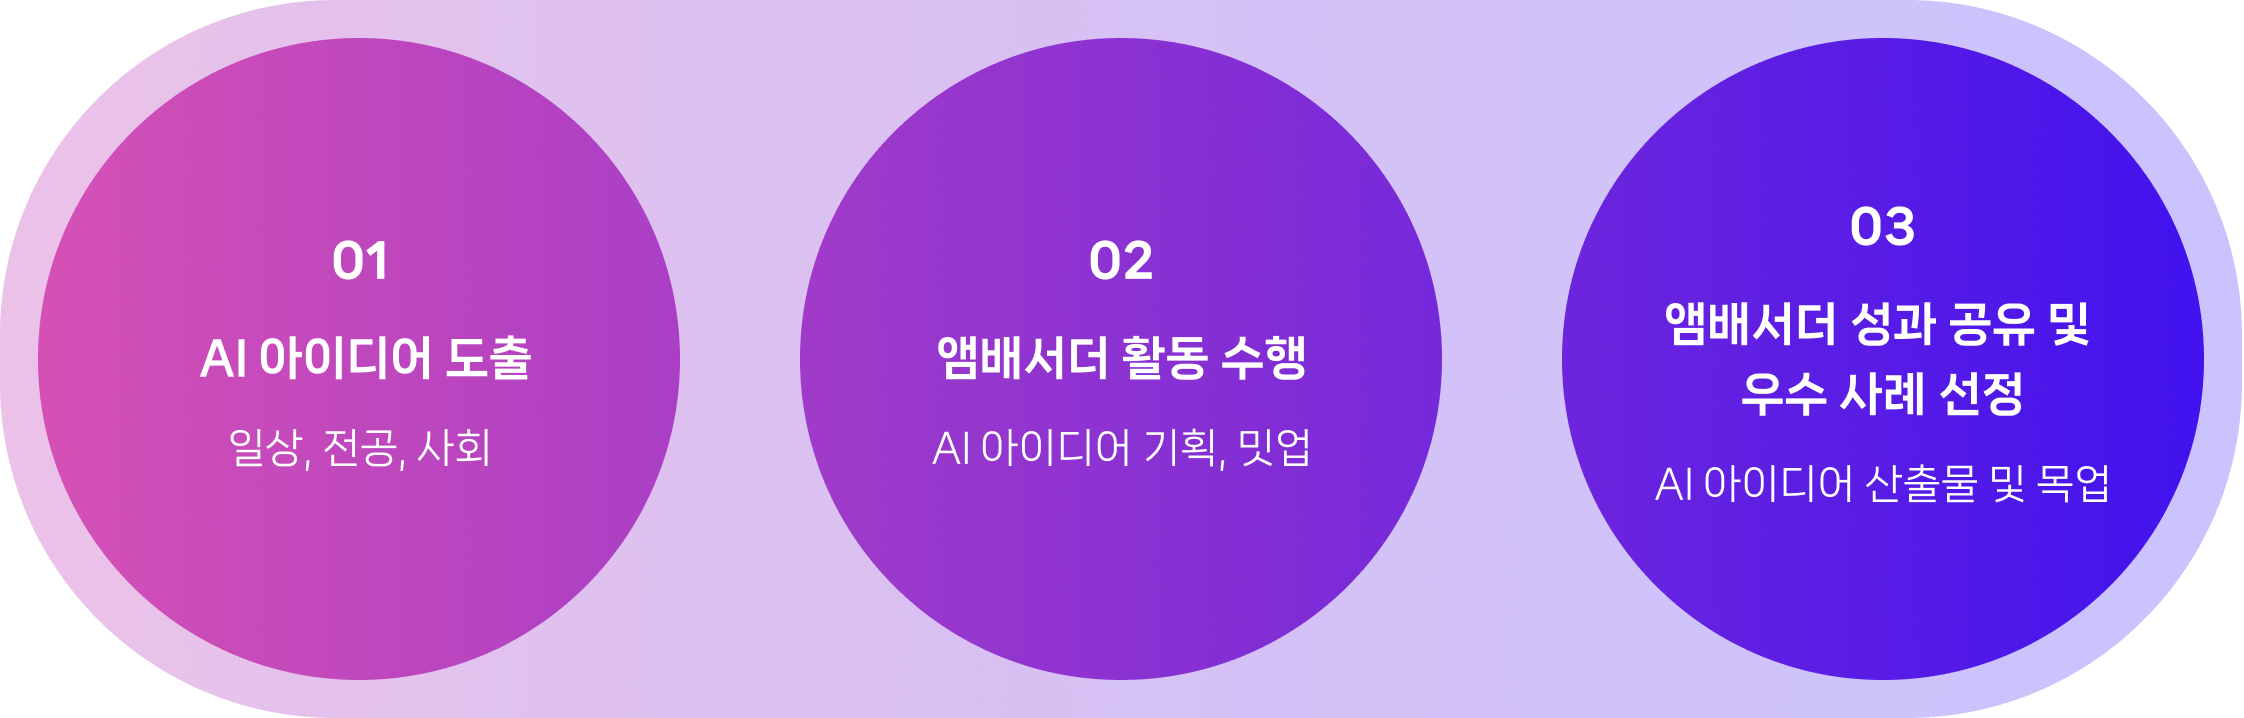 01
AI 아이디어 도출
일상, 전공, 사회
02
앰배서더 활동 수행
AI 아이디어 기획, 밋업
03
앰배서더 성과 공유 및
우수 사례 선정
AI 아이디어 산출물 및 목업